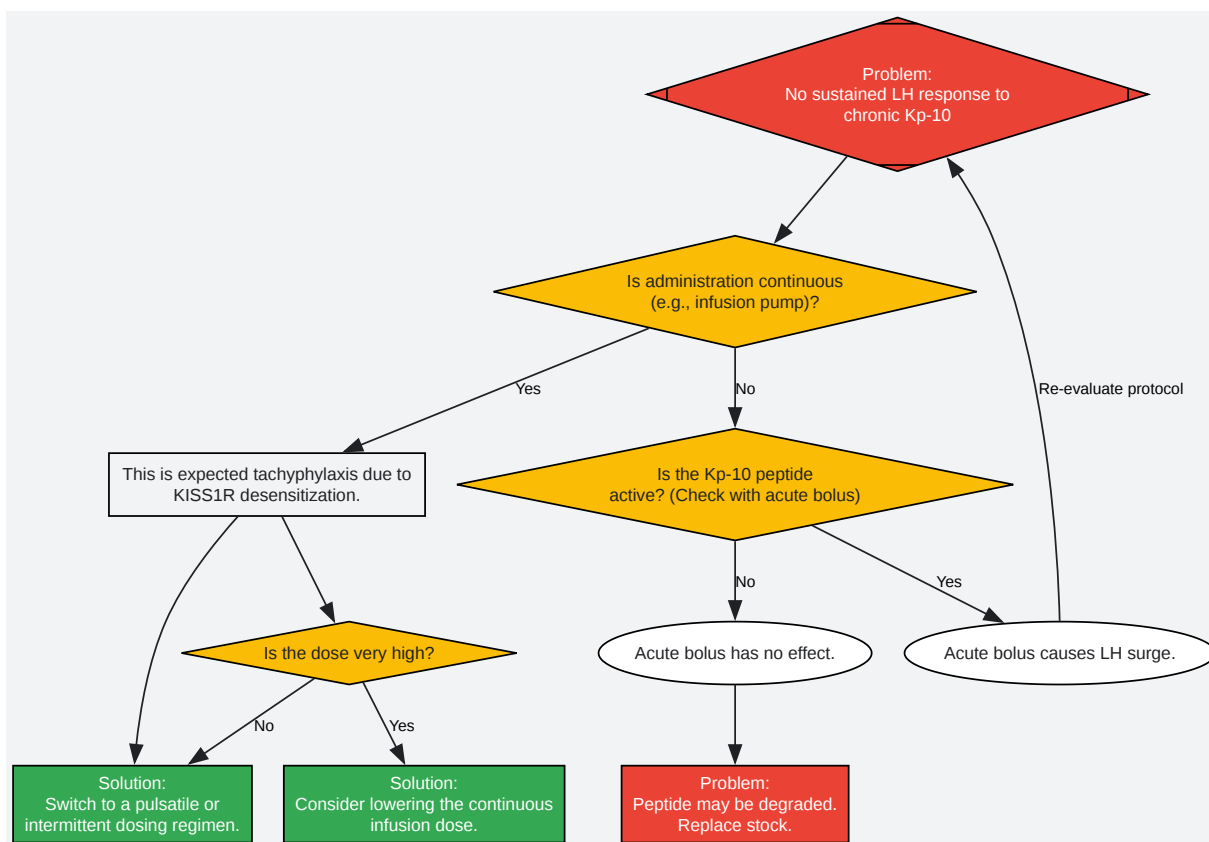 Problem:
No sustained LH response to
chronic Kp-10
Is administration continuous
(e.g., infusion pump)?
Re-evaluate protocol
Yes
No
This is expected tachyphylaxis due to
KISS1R desensitization.
Is the Kp-10 peptide
active? (Check with acute bolus)
No
Yes
Is the dose very high?
Acute bolus has no effect.
Acute bolus causes LH surge.
No
Yes
Solution:
Switch to a pulsatile or
intermittent dosing regimen.
Solution:
Consider lowering the continuous
infusion dose.
Problem:
Peptide may be degraded.
Replace stock.